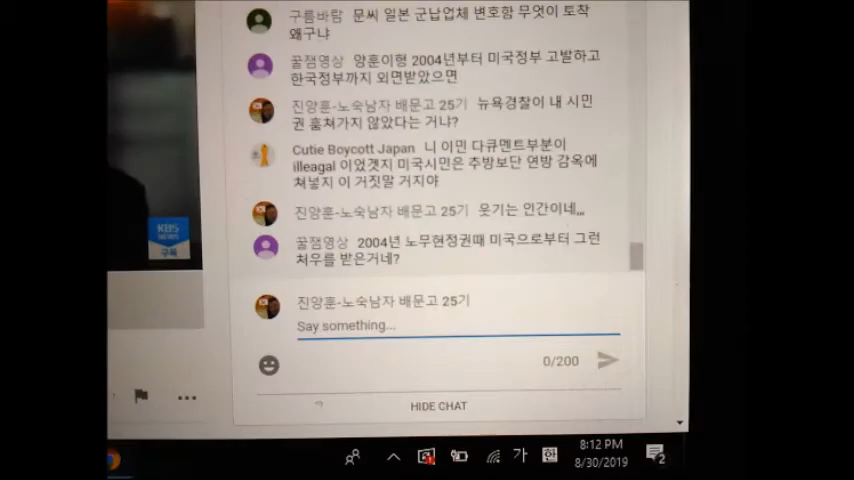 구름바람 문씨 일본 군납업체 변호함 무엇이 토착
왜구냐
꿀잼영상 양훈이형 2004년부터 미국정부 고발하고
한국정부까지 외면받았으면
진양훈-노숙남자 배문고 25기 뉴욕경찰이 내 시민
권 훔쳐가지 않았다는 거냐?
Cutie Boycott Japan 니 이민 다큐멘트부분이
illeagal 이었겟지 미국시민은 추방보단 연방 감옥에
쳐넣지 이 거짓말 거지야
진양훈-노숙남자 배문고 25기 웃기는 인간이네,,,
꿀잼영상 2004년 노무현정권때 미국으로부터 그런
처우를 받은거네?
KBS
NEWS
구독
진양훈-노숙남자 배문고 25기
Say something...
0/200
HIDE CHAT
가 한 8:12 PM
8/30/2019 2